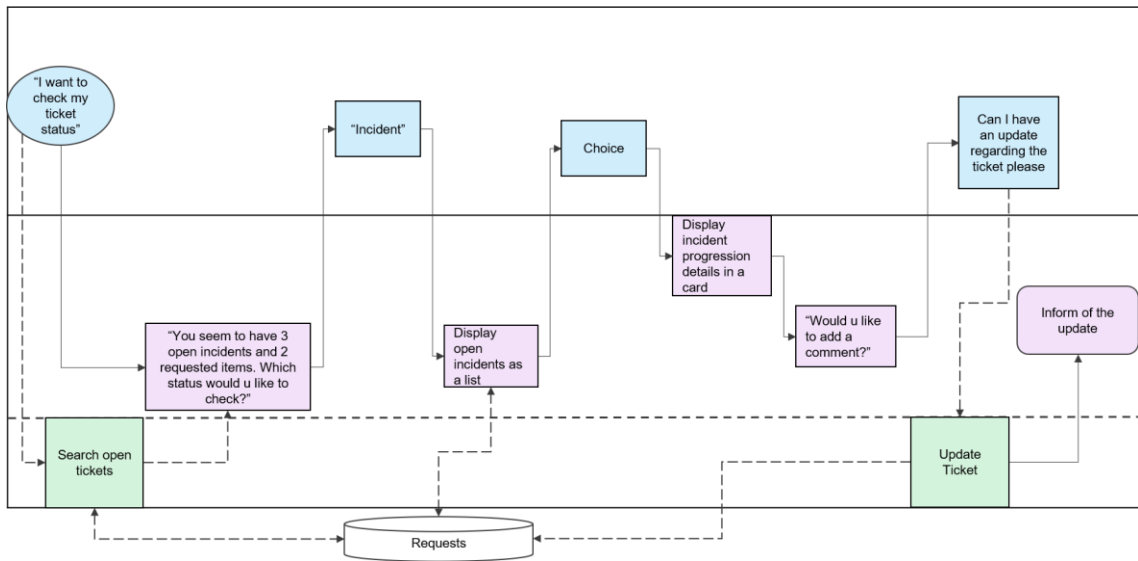 “I want to
check my
ticket
status”
“Incident”
Choice
Can I have
an update
regarding the
ticket please
Display
incident
progression
details in a
card
“You seem to have 3
open incidents and 2
requested items. Which
status would u like to
check?”
Display
open
incidents as
a list
“Would u like
to add a
comment?”
Inform of the
update
Search open
tickets
Update
Ticket
Requests